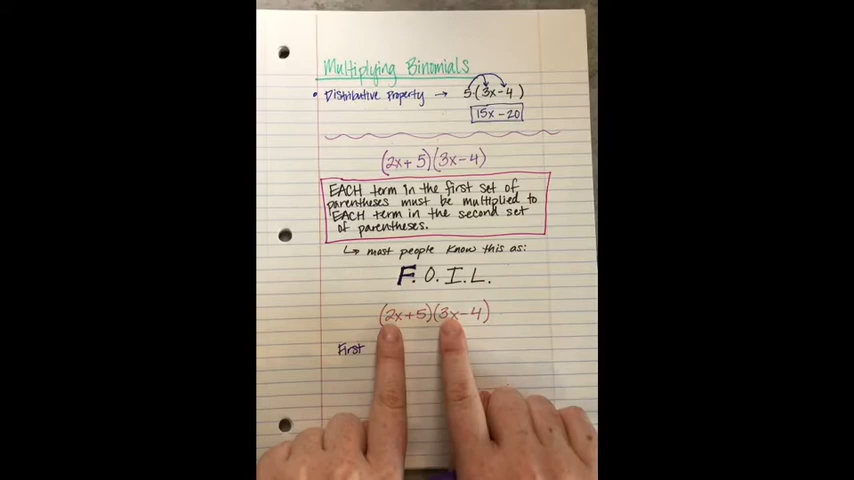 Multiplying Binomials
• Distributive Property → 5·(3x-4)
15x - 20
(2x+5)(3x-4)
EACH term in the first set of
parentheses must be multiplied to
EACH term in the second set
of parentheses.
↳ most people know this as:
F.O.I.L.
(2x+5)(3x-4)
First